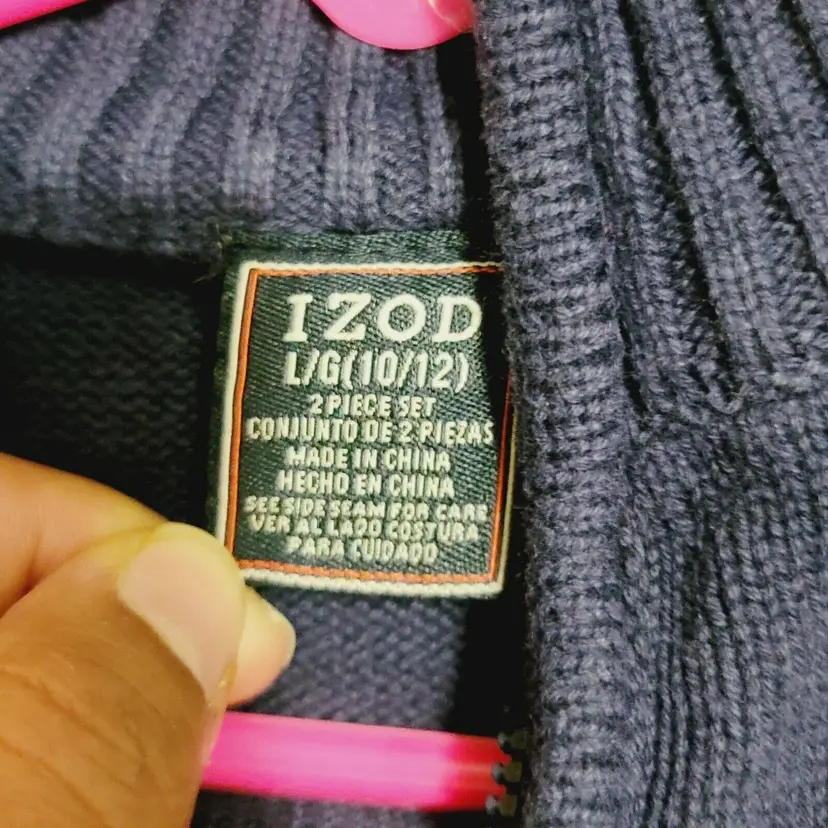 IZOD
L/G(10/12)
2 PIECE SET
CONJUNTO DE 2 PIEZAS
MADE IN CHINA
HECHO EN CHINA
SEE SIDE SEAM FOR CARE
VER AL LADO COSTURA
PARA CUIDADO